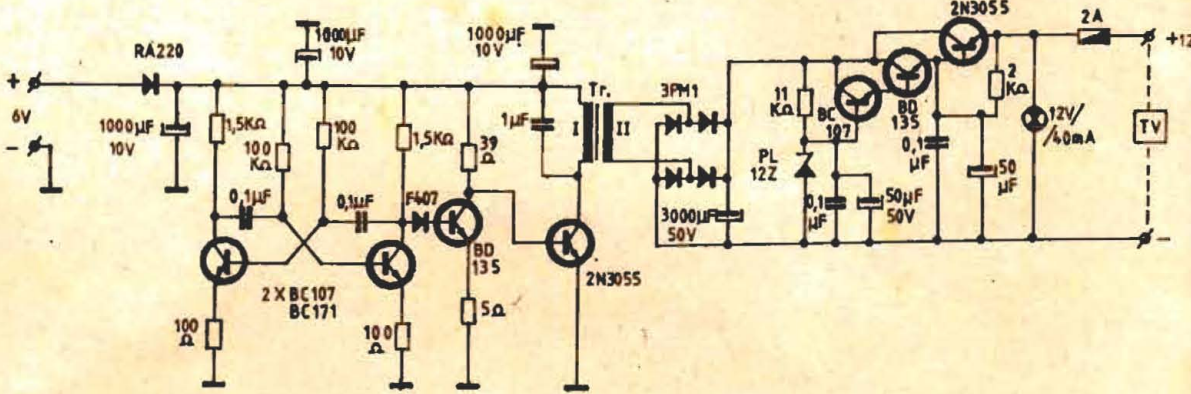 +
6V
-
RA220
1000µF
10V
1,5KΩ
100
KΩ
1000µF
10V
100
KΩ
1,5KΩ
0,1µF
0,1µF
F407
39
Ω
1000µF
10V
1µF
Tr.
I
II
BD
135
2 X BC107
BC171
100
Ω
100
Ω
5Ω
2N3055
3PM1
3000µF
50V
11
KΩ
PL
12Z
BC
107
0,1
µF
50µF
50V
BD
135
0,1
µF
2N3055
2
KΩ
50
µF
12V/
/40mA
2A
+12
TV
-